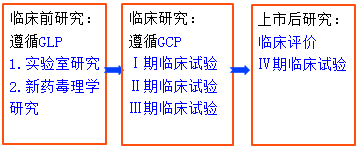 临床前研究：
遵循GLP
1.实验室研究
2.新药毒理学
研究
临床研究：
遵循GCP
Ⅰ期临床试验
Ⅱ期临床试验
Ⅲ期临床试验
上市后研究：
临床评价
Ⅳ期临床试验